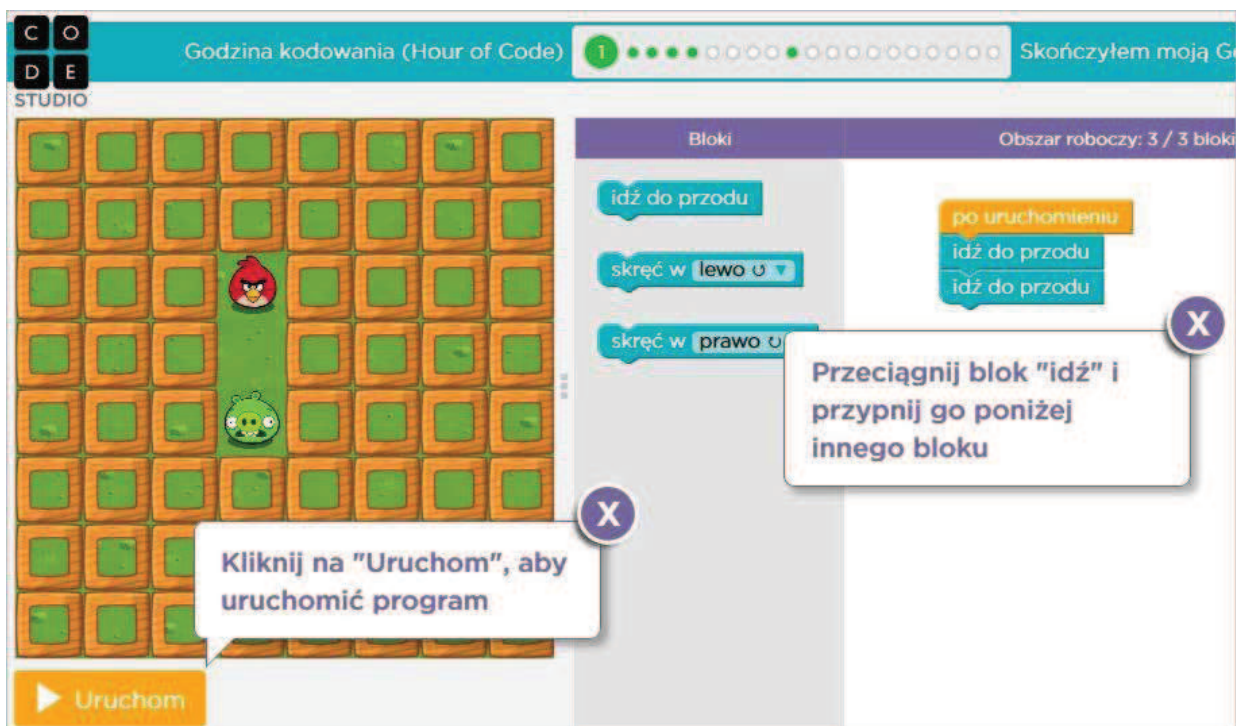 C O
D E
STUDIO
Godzina kodowania (Hour of Code)
1
Skończyłem moją G
Bloki
Obszar roboczy: 3 / 3 bloki
idź do przodu
skręć w lewo ↺ ▼
skręć w prawo ↻
po uruchomieniu
idź do przodu
idź do przodu
X
Przeciągnij blok "idź" i
przypnij go poniżej
innego bloku
X
Kliknij na "Uruchom", aby
uruchomić program
Uruchom